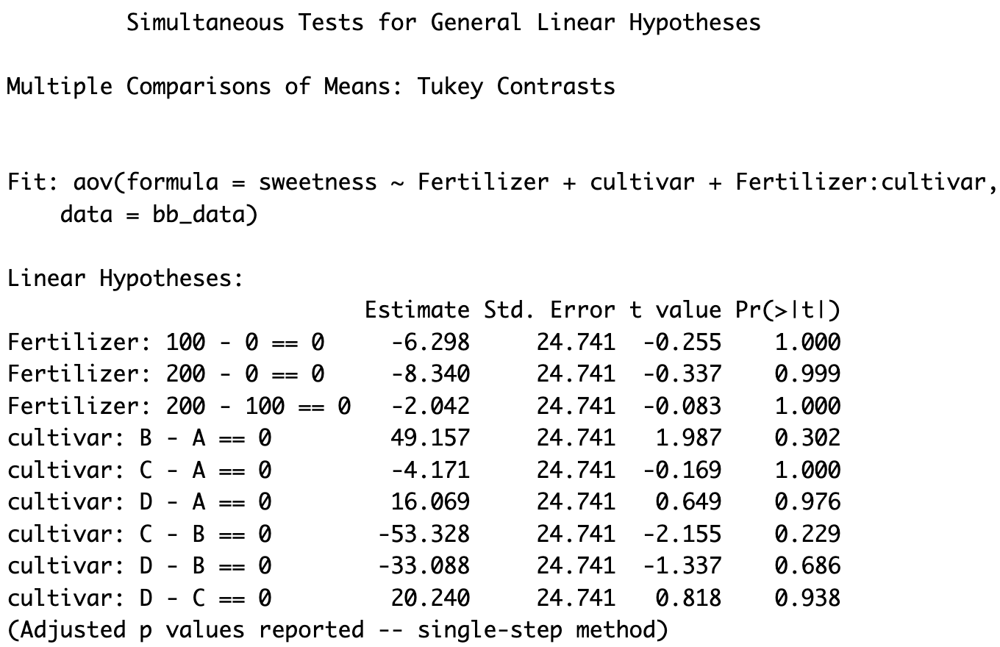 Simultaneous Tests for General Linear Hypotheses
Multiple Comparisons of Means: Tukey Contrasts
Fit: aov(formula = sweetness ~ Fertilizer + cultivar + Fertilizer:cultivar,
data = bb_data)
Linear Hypotheses:
Estimate Std. Error t value Pr(>|t|)
Fertilizer: 100 - 0 == 0 -6.298 24.741 -0.255 1.000
Fertilizer: 200 - 0 == 0 -8.340 24.741 -0.337 0.999
Fertilizer: 200 - 100 == 0 -2.042 24.741 -0.083 1.000
cultivar: B - A == 0 49.157 24.741 1.987 0.302
cultivar: C - A == 0 -4.171 24.741 -0.169 1.000
cultivar: D - A == 0 16.069 24.741 0.649 0.976
cultivar: C - B == 0 -53.328 24.741 -2.155 0.229
cultivar: D - B == 0 -33.088 24.741 -1.337 0.686
cultivar: D - C == 0 20.240 24.741 0.818 0.938
(Adjusted p values reported -- single-step method)